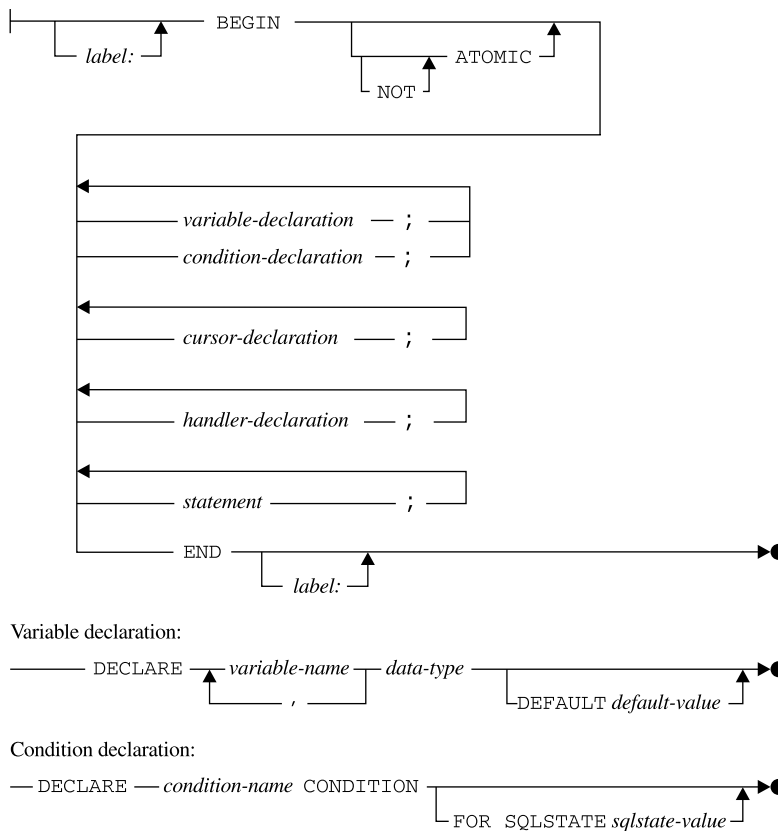 BEGIN
label:
ATOMIC
NOT
variable-declaration ;
condition-declaration ;
cursor-declaration ;
handler-declaration ;
statement ;
END
label:
Variable declaration:
DECLARE variable-name data-type
, DEFAULT default-value
Condition declaration:
DECLARE condition-name CONDITION
FOR SQLSTATE sqlstate-value